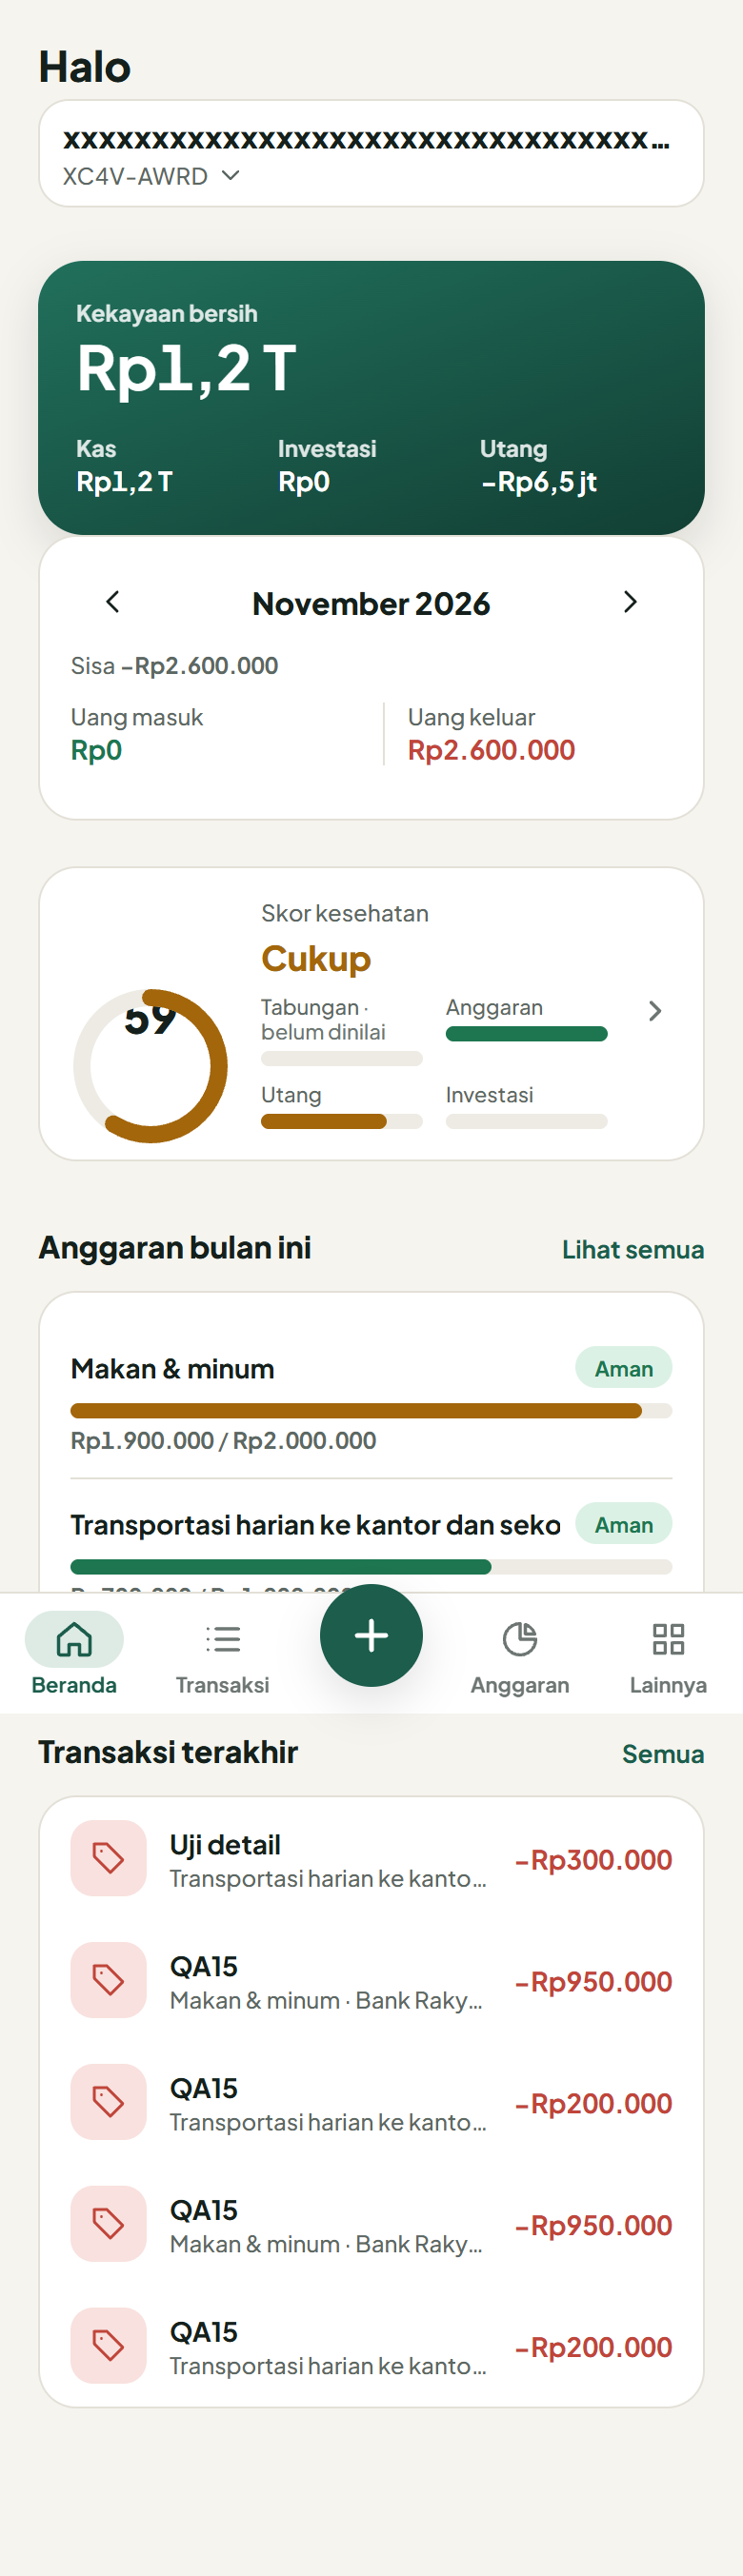 Halo
xxxxxxxxxxxxxxxxxxxxxxxxxxxxxxxxx...
XC4V-AWRD
Kekayaan bersih
Rp1,2 T
Kas Investasi Utang
Rp1,2 T Rp0 -Rp6,5 jt
November 2026
Sisa -Rp2.600.000
Uang masuk Uang keluar
Rp0 Rp2.600.000
Skor kesehatan
Cukup
59
Tabungan · belum dinilai
Anggaran
Utang
Investasi
Anggaran bulan ini Lihat semua
Makan & minum Aman
Rp1.900.000 / Rp2.000.000
Transportasi harian ke kantor dan seko Aman
Beranda Transaksi Anggaran Lainnya
Transaksi terakhir Semua
Uji detail
Transportasi harian ke kanto... -Rp300.000
QA15
Makan & minum · Bank Raky... -Rp950.000
QA15
Transportasi harian ke kanto... -Rp200.000
QA15
Makan & minum · Bank Raky... -Rp950.000
QA15
Transportasi harian ke kanto... -Rp200.000